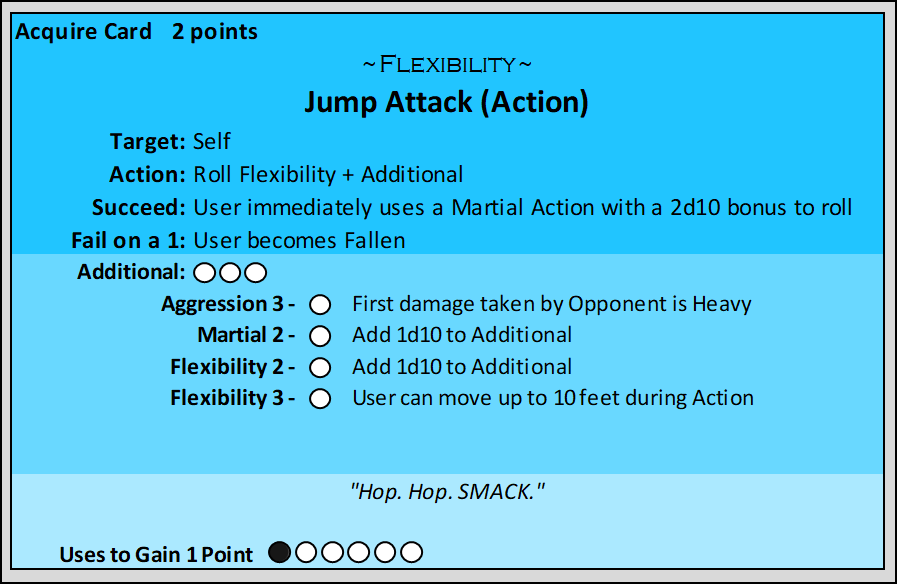 Acquire Card 2 points
~FLEXIBILITY~
Jump Attack (Action)
Target: Self
Action: Roll Flexibility + Additional
Succeed: User immediately uses a Martial Action with a 2d10 bonus to roll
Fail on a 1: User becomes Fallen
Additional:
Aggression 3 - First damage taken by Opponent is Heavy
Martial 2 - Add 1d10 to Additional
Flexibility 2 - Add 1d10 to Additional
Flexibility 3 - User can move up to 10 feet during Action
"Hop. Hop. SMACK."
Uses to Gain 1 Point